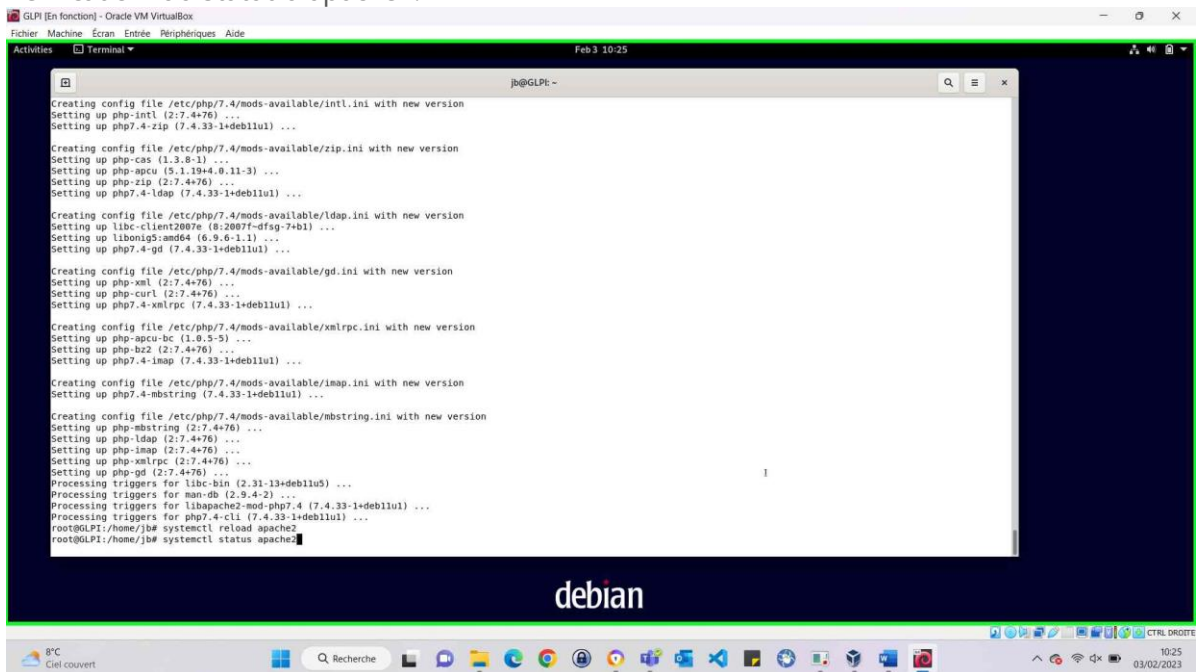 GLPI [En fonction] - Oracle VM VirtualBox
Fichier Machine Écran Entrée Périphériques Aide
Activities Terminal Feb 3 10:25
jb@GLPI: ~
Creating config file /etc/php/7.4/mods-available/intl.ini with new version
Setting up php-intl (2:7.4+76) ...
Setting up php7.4-zip (7.4.33-1+deb11u1) ...
Creating config file /etc/php/7.4/mods-available/zip.ini with new version
Setting up php-cas (1.3.8-1) ...
Setting up php-apcu (5.1.19+4.0.11-3) ...
Setting up php-zip (2:7.4+76) ...
Setting up php7.4-ldap (7.4.33-1+deb11u1) ...
Creating config file /etc/php/7.4/mods-available/ldap.ini with new version
Setting up libc-client2007e (8:2007f~dfsg-7+b1) ...
Setting up libonig5:amd64 (6.9.6-1.1) ...
Setting up php7.4-gd (7.4.33-1+deb11u1) ...
Creating config file /etc/php/7.4/mods-available/gd.ini with new version
Setting up php-xml (2:7.4+76) ...
Setting up php-curl (2:7.4+76) ...
Setting up php7.4-xmlrpc (7.4.33-1+deb11u1) ...
Creating config file /etc/php/7.4/mods-available/xmlrpc.ini with new version
Setting up php-apcu-bc (1.0.5-5) ...
Setting up php-bz2 (2:7.4+76) ...
Setting up php7.4-imap (7.4.33-1+deb11u1) ...
Creating config file /etc/php/7.4/mods-available/imap.ini with new version
Setting up php7.4-mbstring (7.4.33-1+deb11u1) ...
Creating config file /etc/php/7.4/mods-available/mbstring.ini with new version
Setting up php-mbstring (2:7.4+76) ...
Setting up php-ldap (2:7.4+76) ...
Setting up php-imap (2:7.4+76) ...
Setting up php-xmlrpc (2:7.4+76) ...
Setting up php-gd (2:7.4+76) ...
Processing triggers for libc-bin (2.31-13+deb11u5) ...
Processing triggers for man-db (2.9.4-2) ...
Processing triggers for libapache2-mod-php7.4 (7.4.33-1+deb11u1) ...
Processing triggers for php7.4-cli (7.4.33-1+deb11u1) ...
root@GLPI:/home/jb# systemctl reload apache2
root@GLPI:/home/jb# systemctl status apache2
debian
CTRL DROITE
8°C
Ciel couvert
Recherche
10:25
03/02/2023